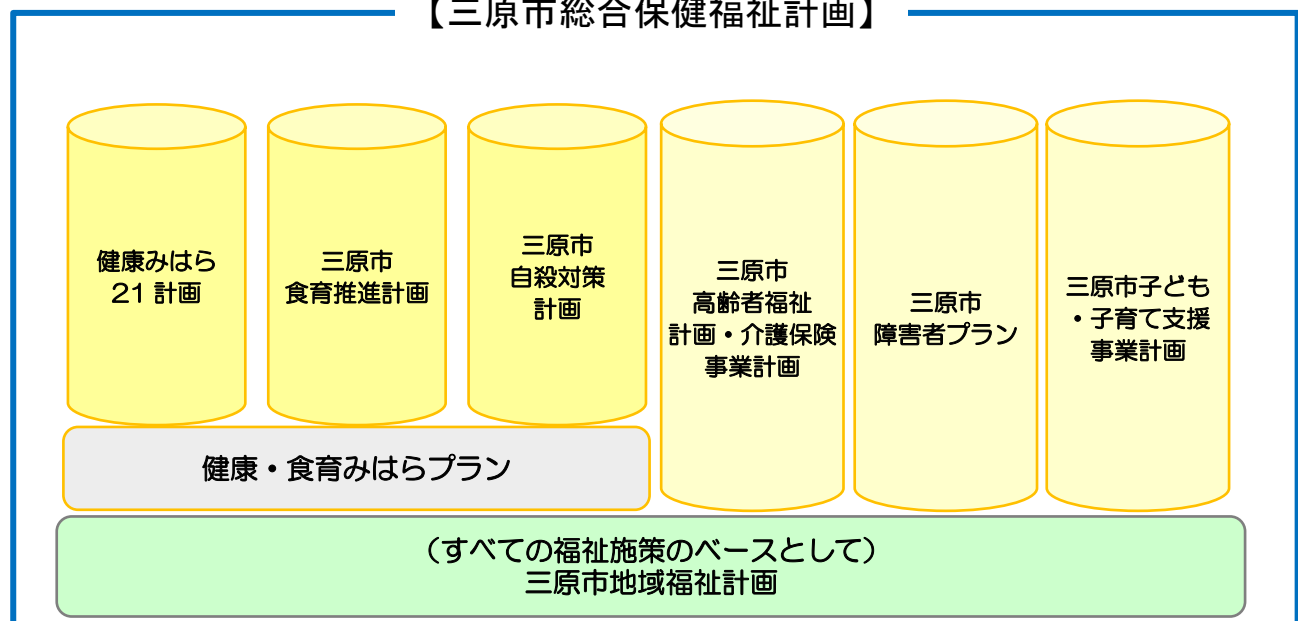 【三原市総合保健福祉計画】
健康みはら
21計画
三原市
食育推進計画
三原市
自殺対策
計画
三原市
高齢者福祉
計画・介護保険
事業計画
三原市
障害者プラン
三原市子ども
・子育て支援
事業計画
健康・食育みはらプラン
（すべての福祉施策のベースとして）
三原市地域福祉計画